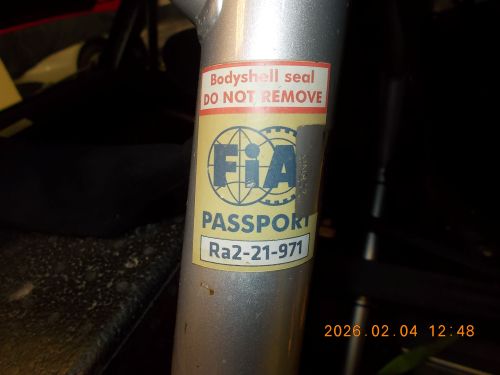 Bodyshell seal
DO NOT REMOVE
FiA
PASSPORT
Ra2-21-971
2026.02.04 12:48